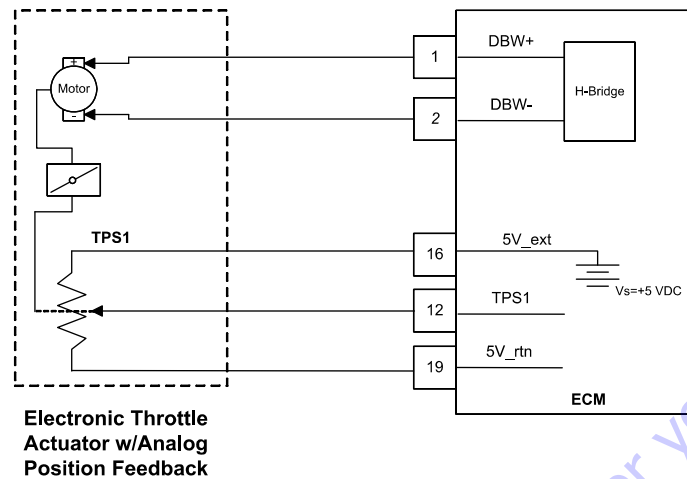 DBW+
1
+
Motor
H-Bridge
DBW-
-
2
TPS1
5V_ext
16
Vs=+5 VDC
TPS1
12
5V_rtn
19
ECM
Electronic Throttle
Actuator w/Analog
Position Feedback